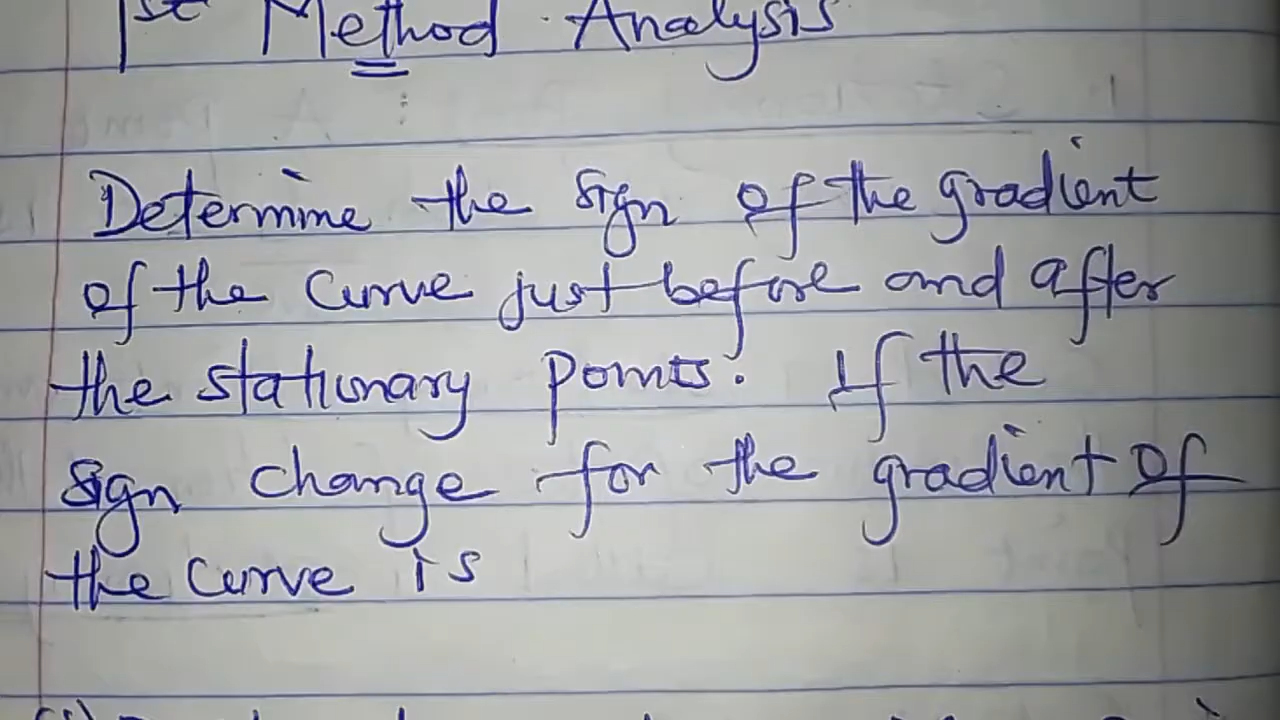 1st Method Analysis
Determine the sign of the gradient
of the curve just before and after
the stationary points. If the
sign change for the gradient of
the curve is